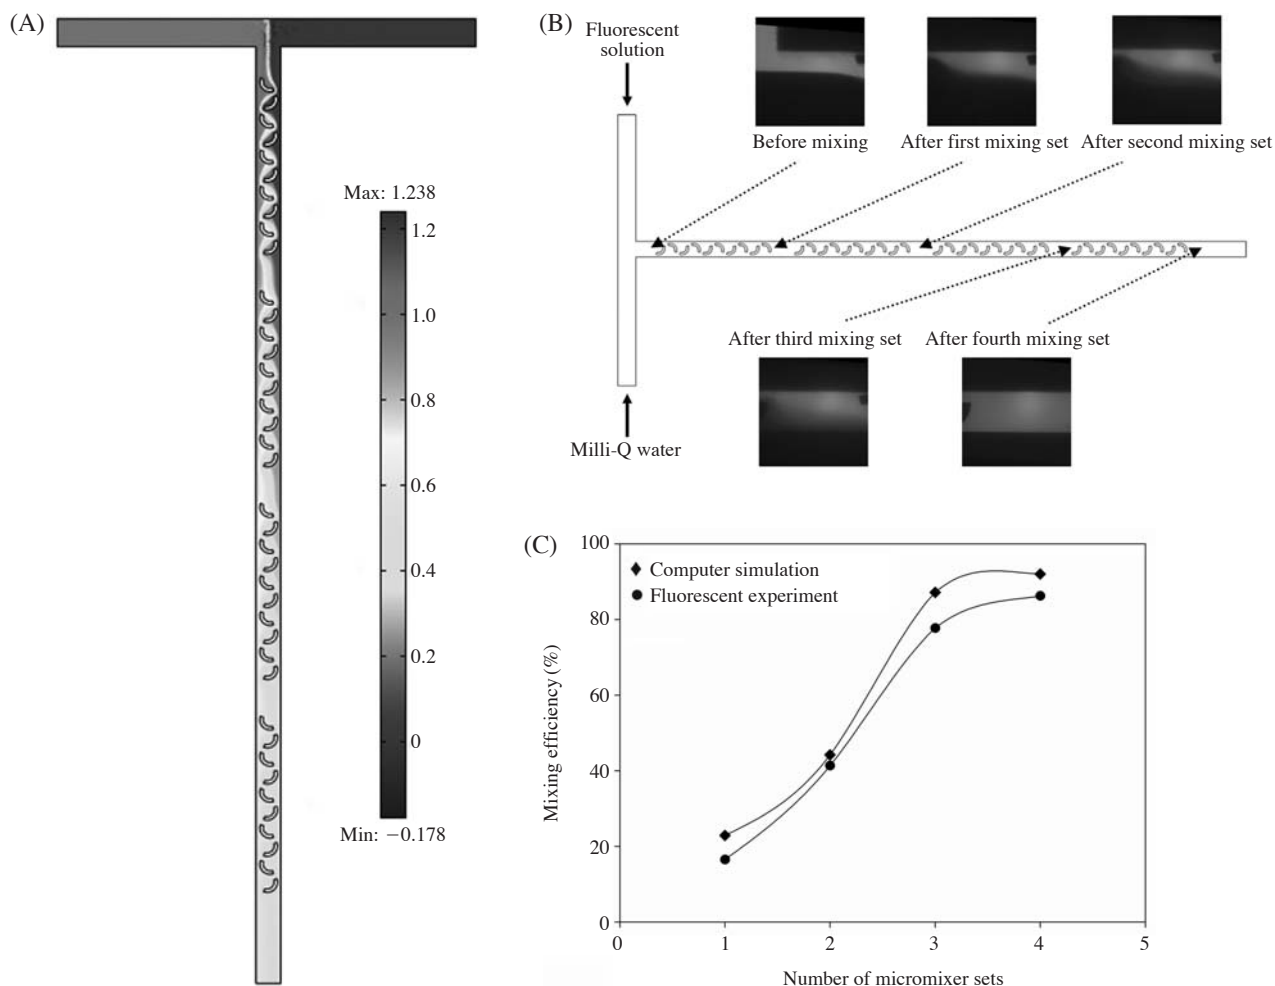 (A)
Max: 1.238
1.2
1.0
0.8
0.6
0.4
0.2
0
Min: −0.178
(B)
Fluorescent
solution
Before mixing
After first mixing set
After second mixing set
After third mixing set
After fourth mixing set
Milli-Q water
(C)
100
80
60
40
20
0
Mixing efficiency (%)
Computer simulation
Fluorescent experiment
0 1 2 3 4 5
Number of micromixer sets